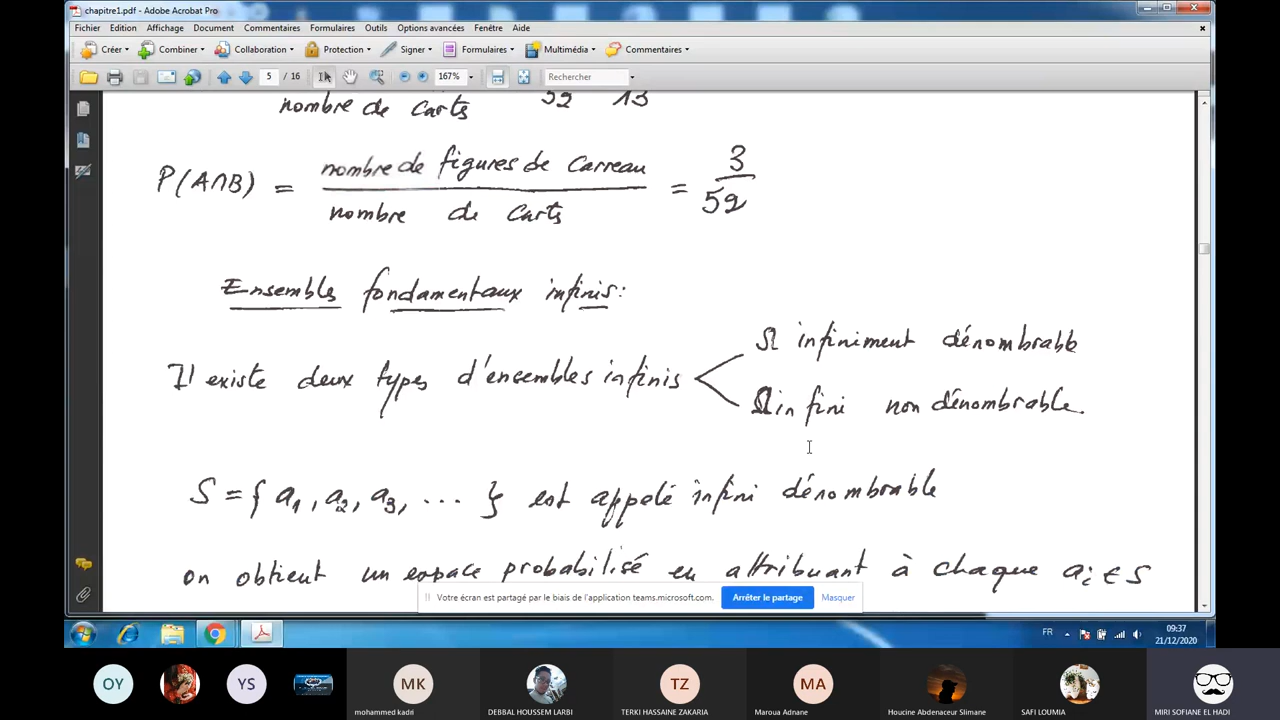 chapitre1.pdf - Adobe Acrobat Pro
Fichier Edition Affichage Document Commentaires Formulaires Outils Options avancées Fenêtre Aide
Créer Combiner Collaboration Protection Signer Formulaires Multimédia Commentaires
5 / 16 167% Rechercher
nombre de carts 52 13
P(A∩B) = nombre de figures de Carreau / nombre de Carts = 3/52
Ensembls fondamentaux infinis:
Il existe deux types d'ensembles infinis
Ω infiniment dénombrable
Ω infini non dénombrable.
S = { a1, a2, a3, ... } est appelé infini dénombrable
on obtient un espace probabilisé en attribuant à chaque ai ∈ S
Votre écran est partagé par le biais de l'application teams.microsoft.com. Arrêter le partage Masquer
FR 09:37
21/12/2020
OY YS MK TZ MA
mohammed kadri DEBBAL HOUSSEM LARBI TERKI HASSAINE ZAKARIA Maroua Adnane Houcine Abdenaceur Slimane SAFI LOUMIA MIRI SOFIANE EL HADI